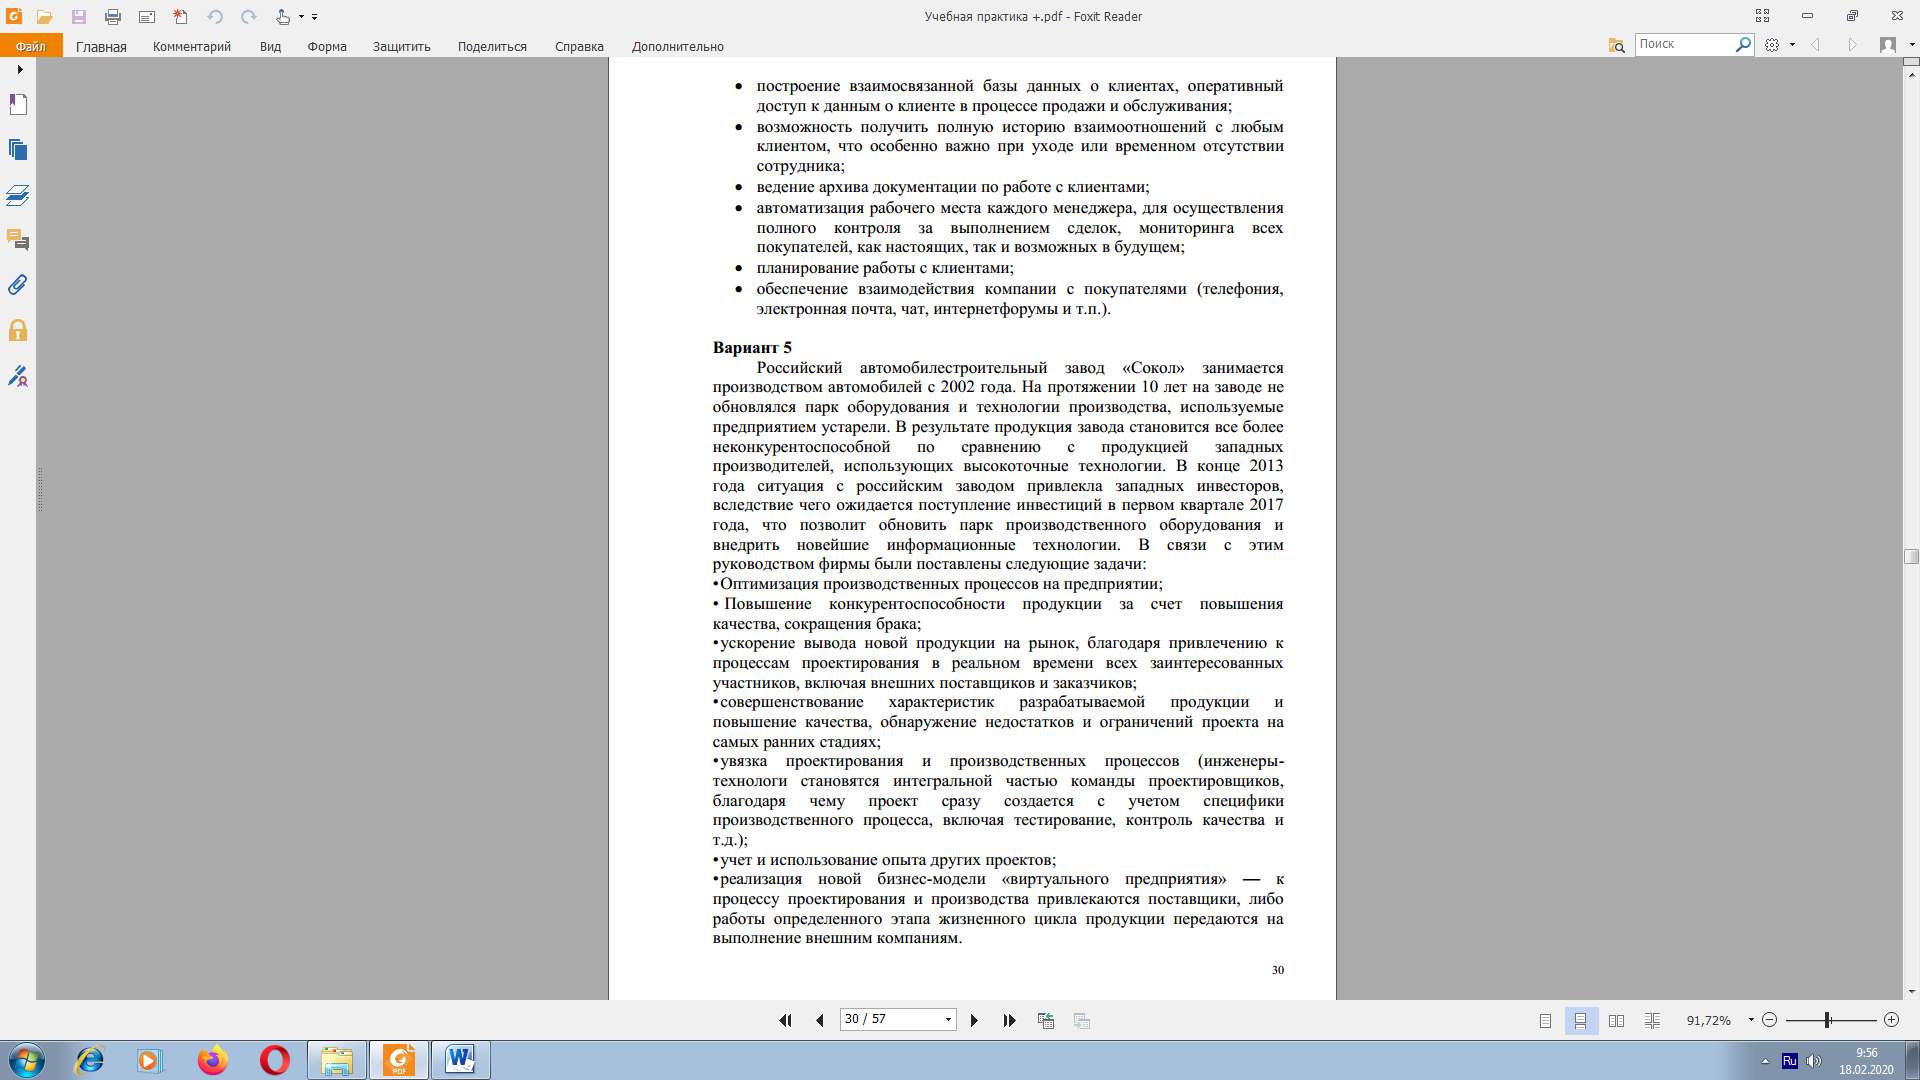 Учебная практика +.pdf - Foxit Reader
Файл Главная Комментарий Вид Форма Защитить Поделиться Справка Дополнительно Поиск
• построение взаимосвязанной базы данных о клиентах, оперативный
доступ к данным о клиенте в процессе продажи и обслуживания;
• возможность получить полную историю взаимоотношений с любым
клиентом, что особенно важно при уходе или временном отсутствии
сотрудника;
• ведение архива документации по работе с клиентами;
• автоматизация рабочего места каждого менеджера, для осуществления
полного контроля за выполнением сделок, мониторинга всех
покупателей, как настоящих, так и возможных в будущем;
• планирование работы с клиентами;
• обеспечение взаимодействия компании с покупателями (телефония,
электронная почта, чат, интернетфорумы и т.п.).
Вариант 5
Российский автомобилестроительный завод «Сокол» занимается
производством автомобилей с 2002 года. На протяжении 10 лет на заводе не
обновлялся парк оборудования и технологии производства, используемые
предприятием устарели. В результате продукция завода становится все более
неконкурентоспособной по сравнению с продукцией западных
производителей, использующих высокоточные технологии. В конце 2013
года ситуация с российским заводом привлекла западных инвесторов,
вследствие чего ожидается поступление инвестиций в первом квартале 2017
года, что позволит обновить парк производственного оборудования и
внедрить новейшие информационные технологии. В связи с этим
руководством фирмы были поставлены следующие задачи:
•Оптимизация производственных процессов на предприятии;
• Повышение конкурентоспособности продукции за счет повышения
качества, сокращения брака;
•ускорение вывода новой продукции на рынок, благодаря привлечению к
процессам проектирования в реальном времени всех заинтересованных
участников, включая внешних поставщиков и заказчиков;
•совершенствование характеристик разрабатываемой продукции и
повышение качества, обнаружение недостатков и ограничений проекта на
самых ранних стадиях;
•увязка проектирования и производственных процессов (инженеры-
технологи становятся интегральной частью команды проектировщиков,
благодаря чему проект сразу создается с учетом специфики
производственного процесса, включая тестирование, контроль качества и
т.д.);
•учет и использование опыта других проектов;
•реализация новой бизнес-модели «виртуального предприятия» — к
процессу проектирования и производства привлекаются поставщики, либо
работы определенного этапа жизненного цикла продукции передаются на
выполнение внешним компаниям.
30
30 / 57 91,72%
PDF Ru 9:56
18.02.2020